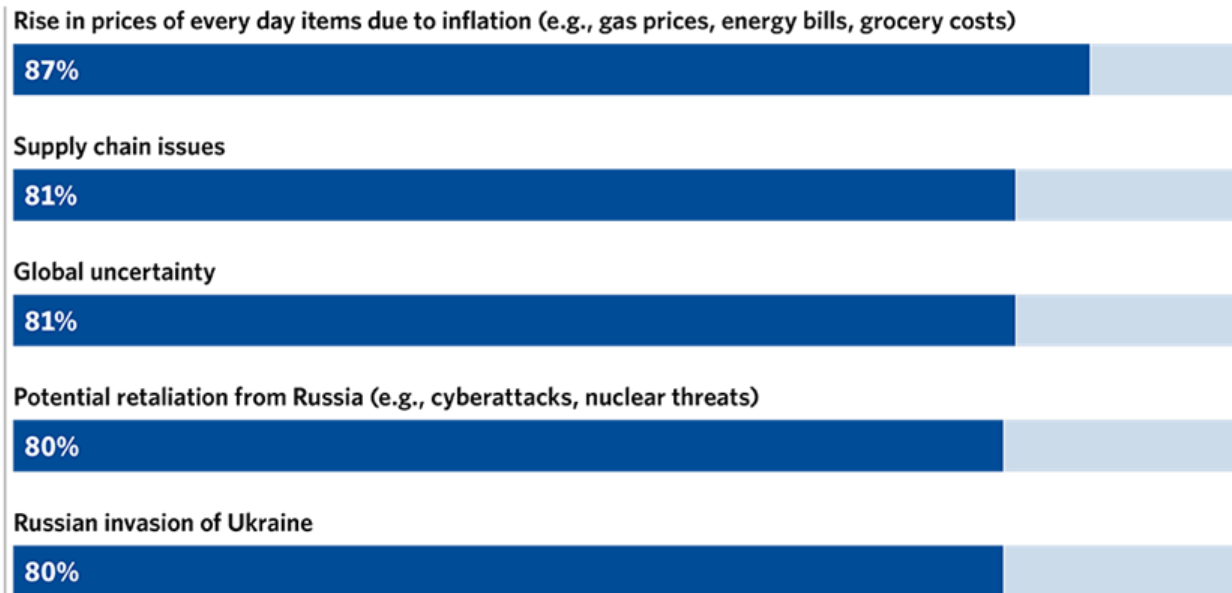 Rise in prices of every day items due to inflation (e.g., gas prices, energy bills, grocery costs)
87%
Supply chain issues
81%
Global uncertainty
81%
Potential retaliation from Russia (e.g., cyberattacks, nuclear threats)
80%
Russian invasion of Ukraine
80%